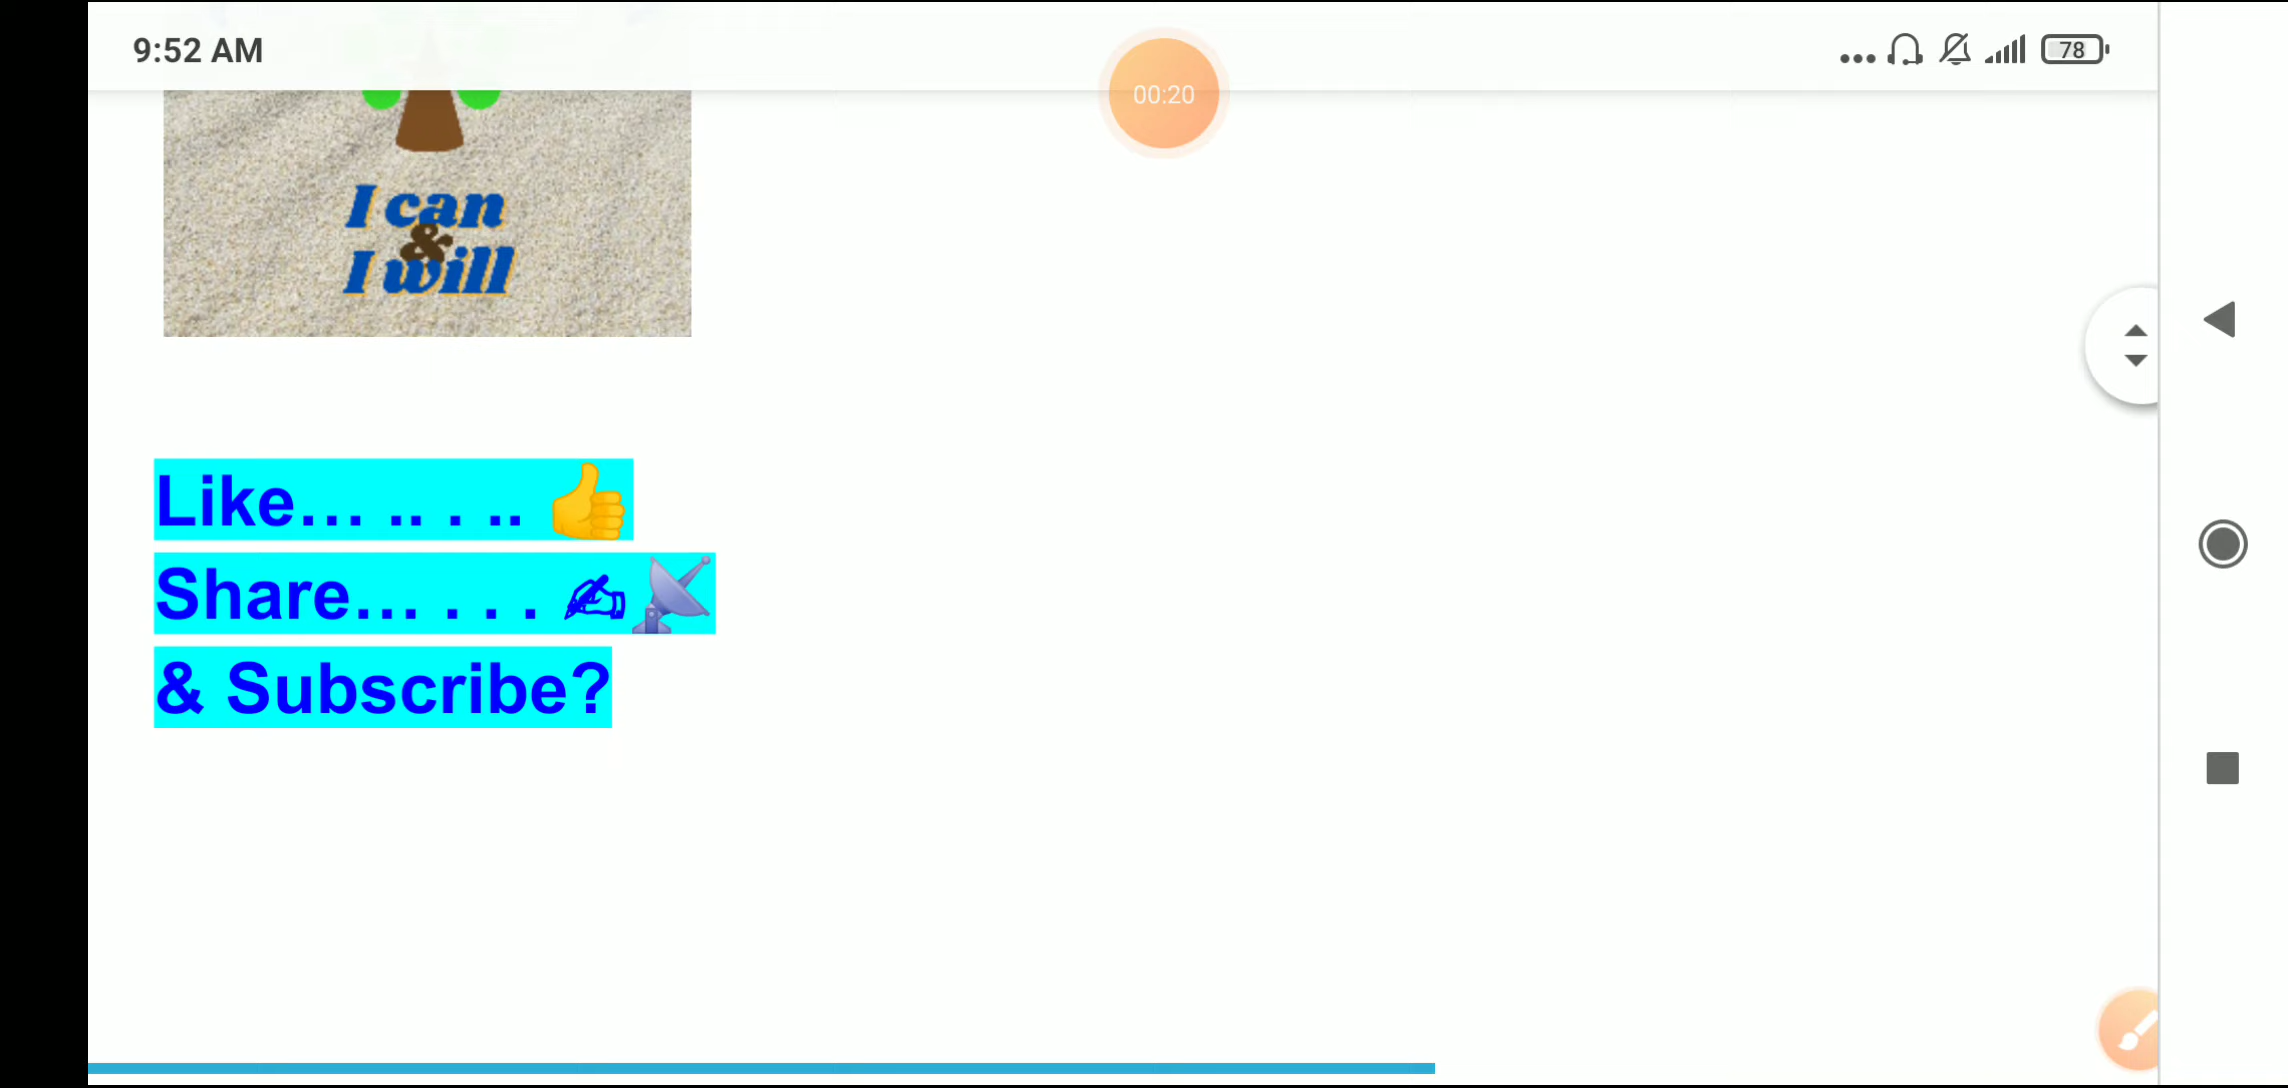 9:52 AM
00:20
78
I can
&
I will
Like... .. . .. 👍
Share... . . . ✍📡
& Subscribe?